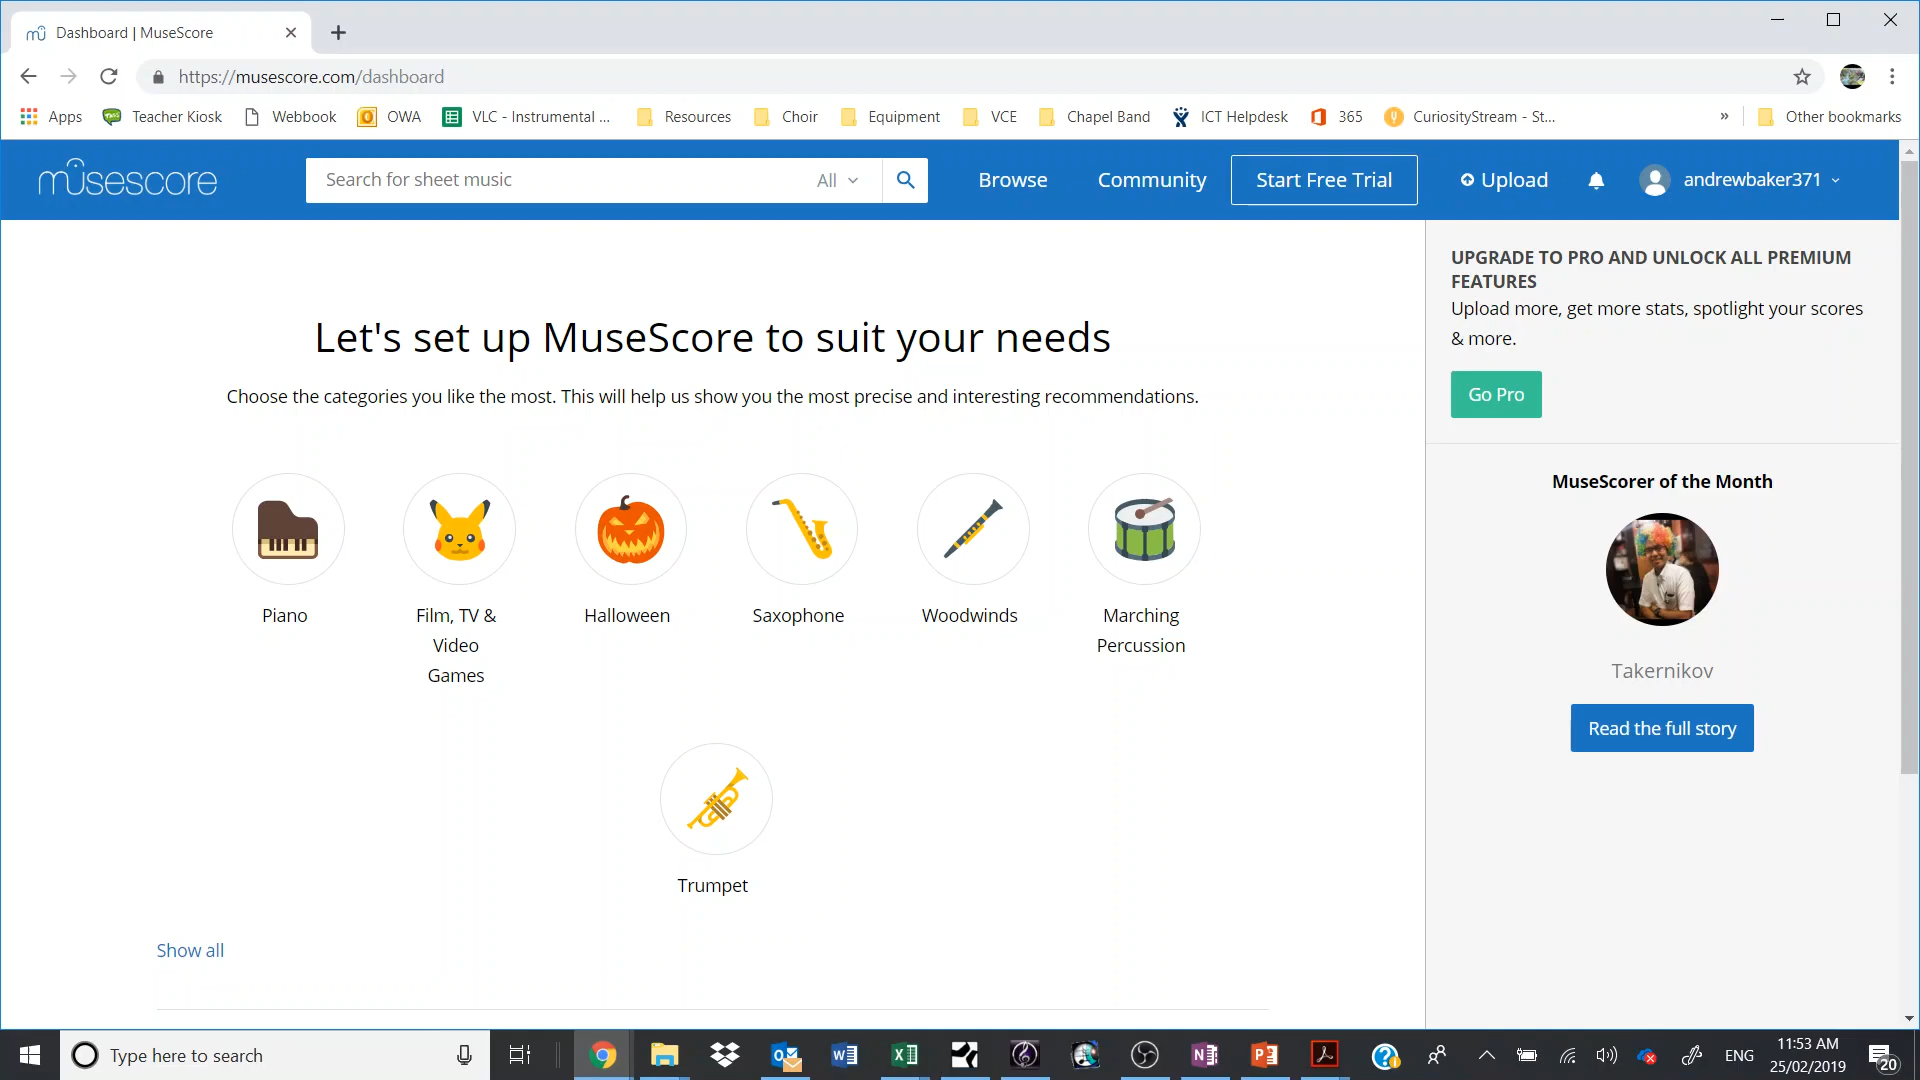 Dashboard | MuseScore
https://musescore.com/dashboard
Apps Teacher Kiosk Webbook OWA VLC - Instrumental ... Resources Choir Equipment VCE Chapel Band ICT Helpdesk 365 CuriosityStream - St... » Other bookmarks
musescore Search for sheet music All Browse Community Start Free Trial Upload andrewbaker371
UPGRADE TO PRO AND UNLOCK ALL PREMIUM
FEATURES
Upload more, get more stats, spotlight your scores
& more.
Go Pro
Let's set up MuseScore to suit your needs
Choose the categories you like the most. This will help us show you the most precise and interesting recommendations.
Piano
Film, TV &
Video
Games
Halloween
Saxophone
Woodwinds
Marching
Percussion
Trumpet
Show all
MuseScorer of the Month
Takernikov
Read the full story
Type here to search
ENG
11:53 AM
25/02/2019
20